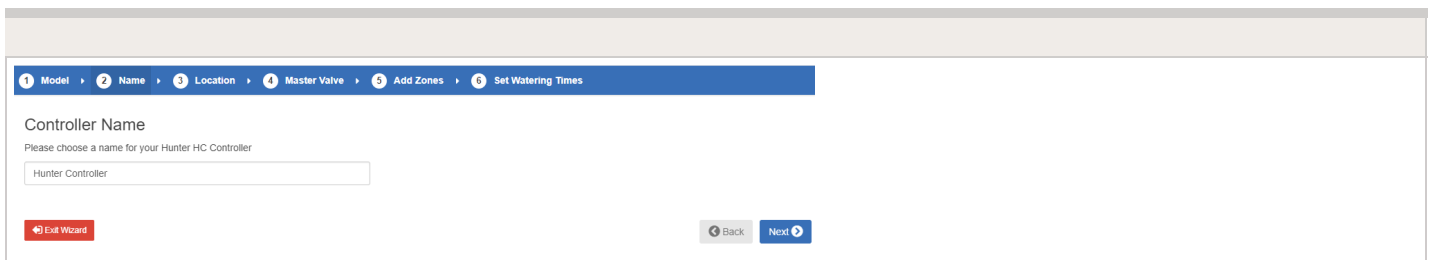 1 Model 2 Name 3 Location 4 Master Valve 5 Add Zones 6 Set Watering Times
Controller Name
Please choose a name for your Hunter HC Controller
Hunter Controller
Exit Wizard Back Next